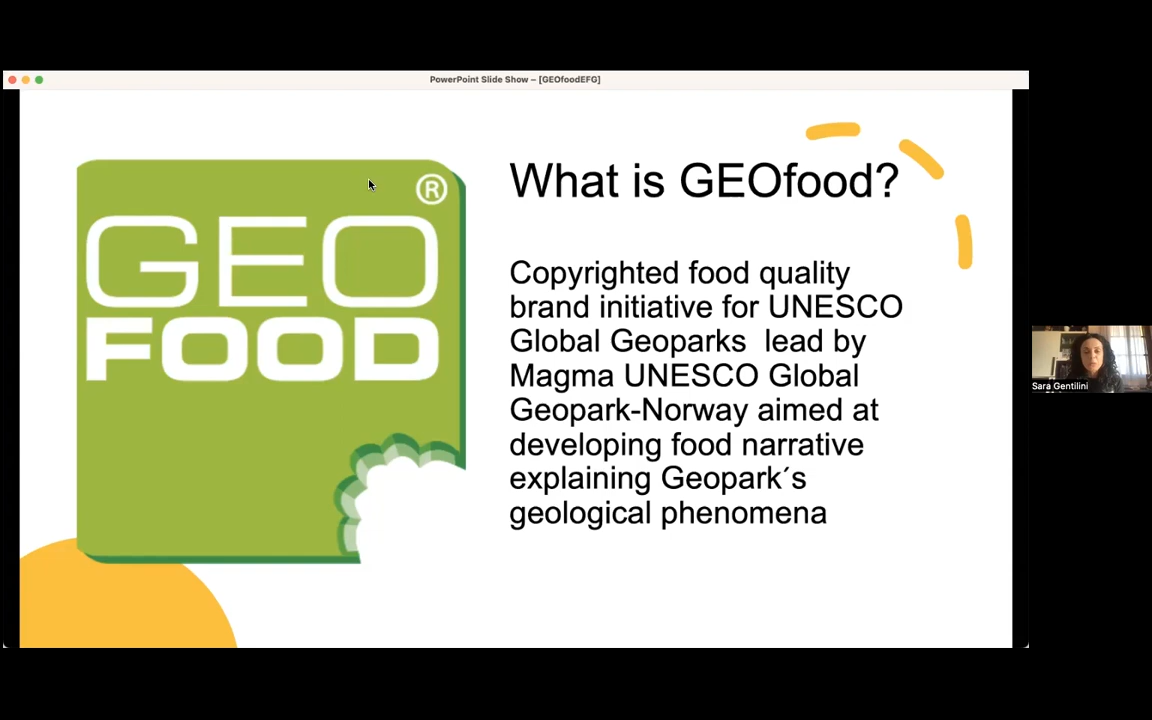 PowerPoint Slide Show – [GEOfoodEFG]
®
GEO
FOOD
What is GEOfood?
Copyrighted food quality
brand initiative for UNESCO
Global Geoparks  lead by
Magma UNESCO Global
Geopark-Norway aimed at
developing food narrative
explaining Geopark´s
geological phenomena
Sara Gentilini